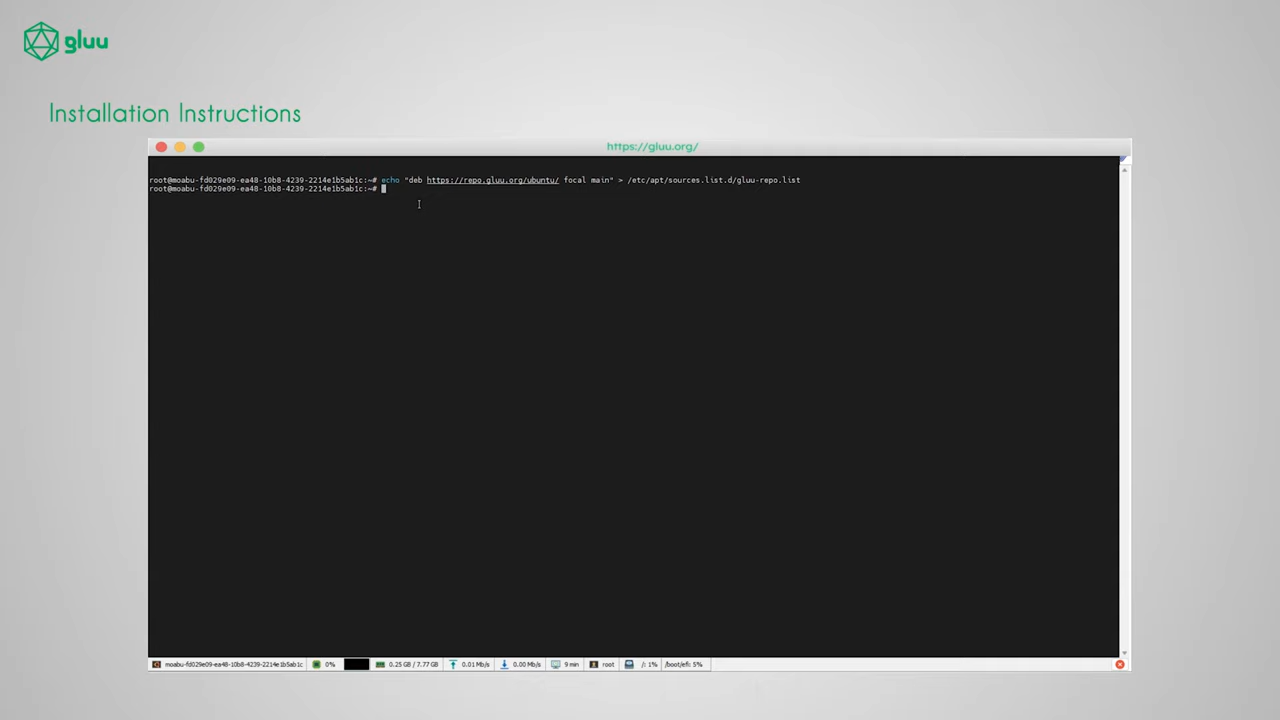 gluu
Installation Instructions
https://gluu.org/
root@moabu-fd029e09-ea48-10b8-4239-2214e1b5ab1c:~# echo "deb https://repo.gluu.org/ubuntu/ focal main" > /etc/apt/sources.list.d/gluu-repo.list
root@moabu-fd029e09-ea48-10b8-4239-2214e1b5ab1c:~#
moabu-fd029e09-ea48-10b8-4239-2214e1b5ab1c 0% 0.25 GB / 7.77 GB 0.01 Mb/s 0.00 Mb/s 9 min root /: 1% /boot/efi: 5%